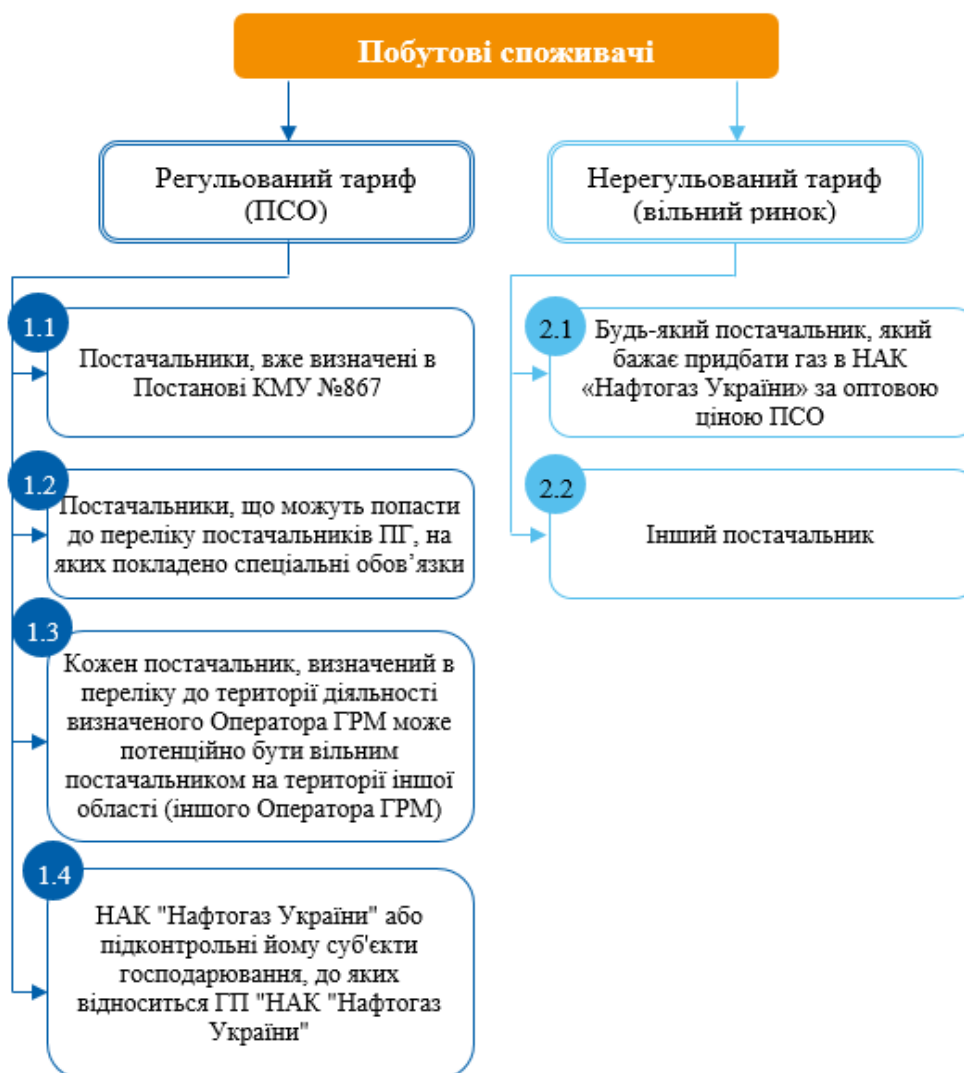 Побутові споживачі
Регульований тариф
(ПСО)
1.1
Постачальники, вже визначені в
Постанові КМУ №867
1.2
Постачальники, що можуть попасти
до переліку постачальників ПГ, на
яких покладено спеціальні обов’язки
1.3
Кожен постачальник, визначений в
переліку до території діяльності
визначеного Оператора ГРМ може
потенційно бути вільним
постачальником на території іншої
області (іншого Оператора ГРМ)
1.4
НАК "Нафтогаз України" або
підконтрольні йому суб'єкти
господарювання, до яких
відноситься ГП "НАК "Нафтогаз
України"
Нерегульований тариф
(вільний ринок)
2.1
Будь-який постачальник, який
бажає придбати газ в НАК
«Нафтогаз України» за оптовою
ціною ПСО
2.2
Інший постачальник